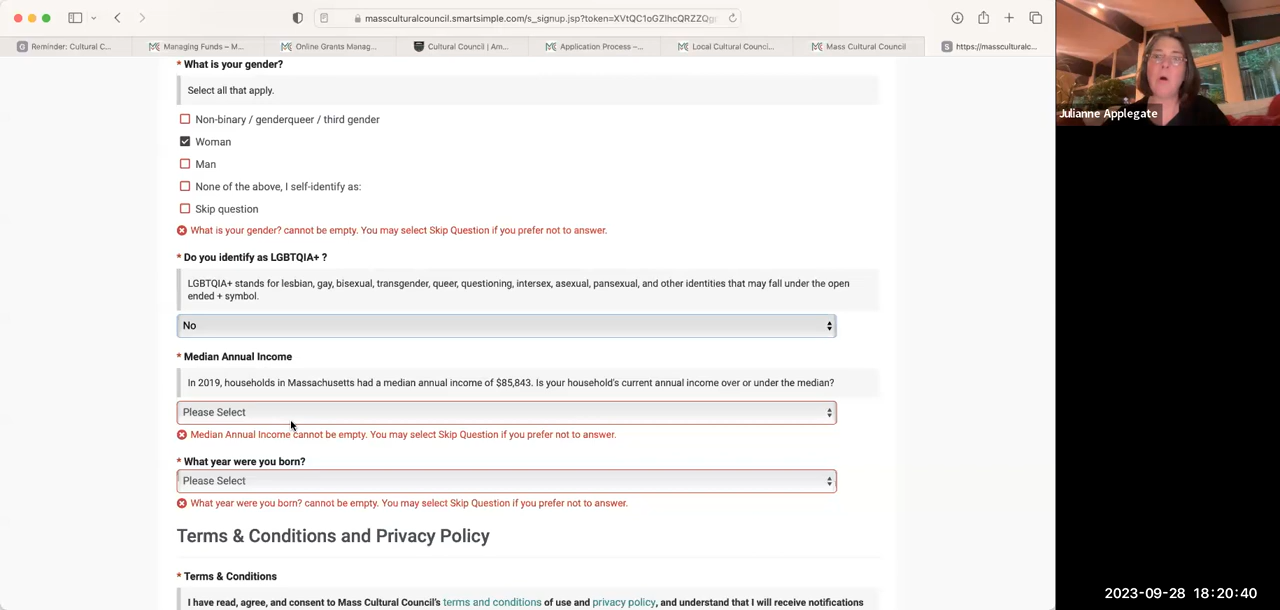 massculturalcouncil.smartsimple.com/s_signup.jsp?token=XVtQC1oGZlhcQRZZQg
Reminder: Cultural C...
Managing Funds – M...
Online Grants Manag...
Cultural Council | Am...
Application Process –...
Local Cultural Counci...
Mass Cultural Council
https://massculturalc...
* What is your gender?
Select all that apply.
Non-binary / genderqueer / third gender
Woman
Man
None of the above, I self-identify as:
Skip question
What is your gender? cannot be empty. You may select Skip Question if you prefer not to answer.
* Do you identify as LGBTQIA+ ?
LGBTQIA+ stands for lesbian, gay, bisexual, transgender, queer, questioning, intersex, asexual, pansexual, and other identities that may fall under the open
ended + symbol.
No
* Median Annual Income
In 2019, households in Massachusetts had a median annual income of $85,843. Is your household's current annual income over or under the median?
Please Select
Median Annual Income cannot be empty. You may select Skip Question if you prefer not to answer.
* What year were you born?
Please Select
What year were you born? cannot be empty. You may select Skip Question if you prefer not to answer.
Terms & Conditions and Privacy Policy
* Terms & Conditions
I have read, agree, and consent to Mass Cultural Council's terms and conditions of use and privacy policy, and understand that I will receive notifications
Julianne Applegate
2023-09-28 18:20:40